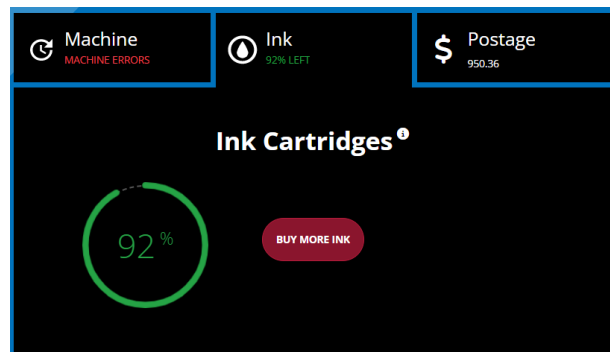 Machine
MACHINE ERRORS
Ink
92% LEFT
$ Postage
950.36
Ink Cartridges i
92 %
BUY MORE INK